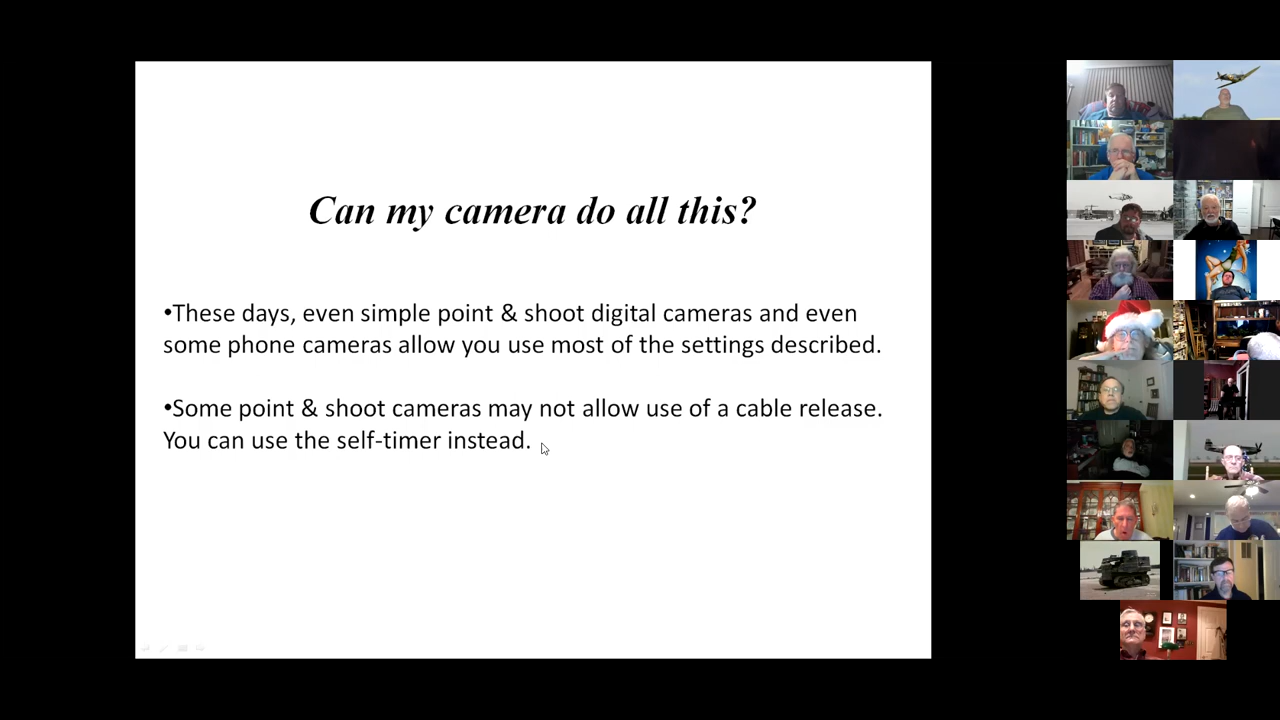 Can my camera do all this?
•These days, even simple point & shoot digital cameras and even
some phone cameras allow you use most of the settings described.
•Some point & shoot cameras may not allow use of a cable release.
You can use the self-timer instead.